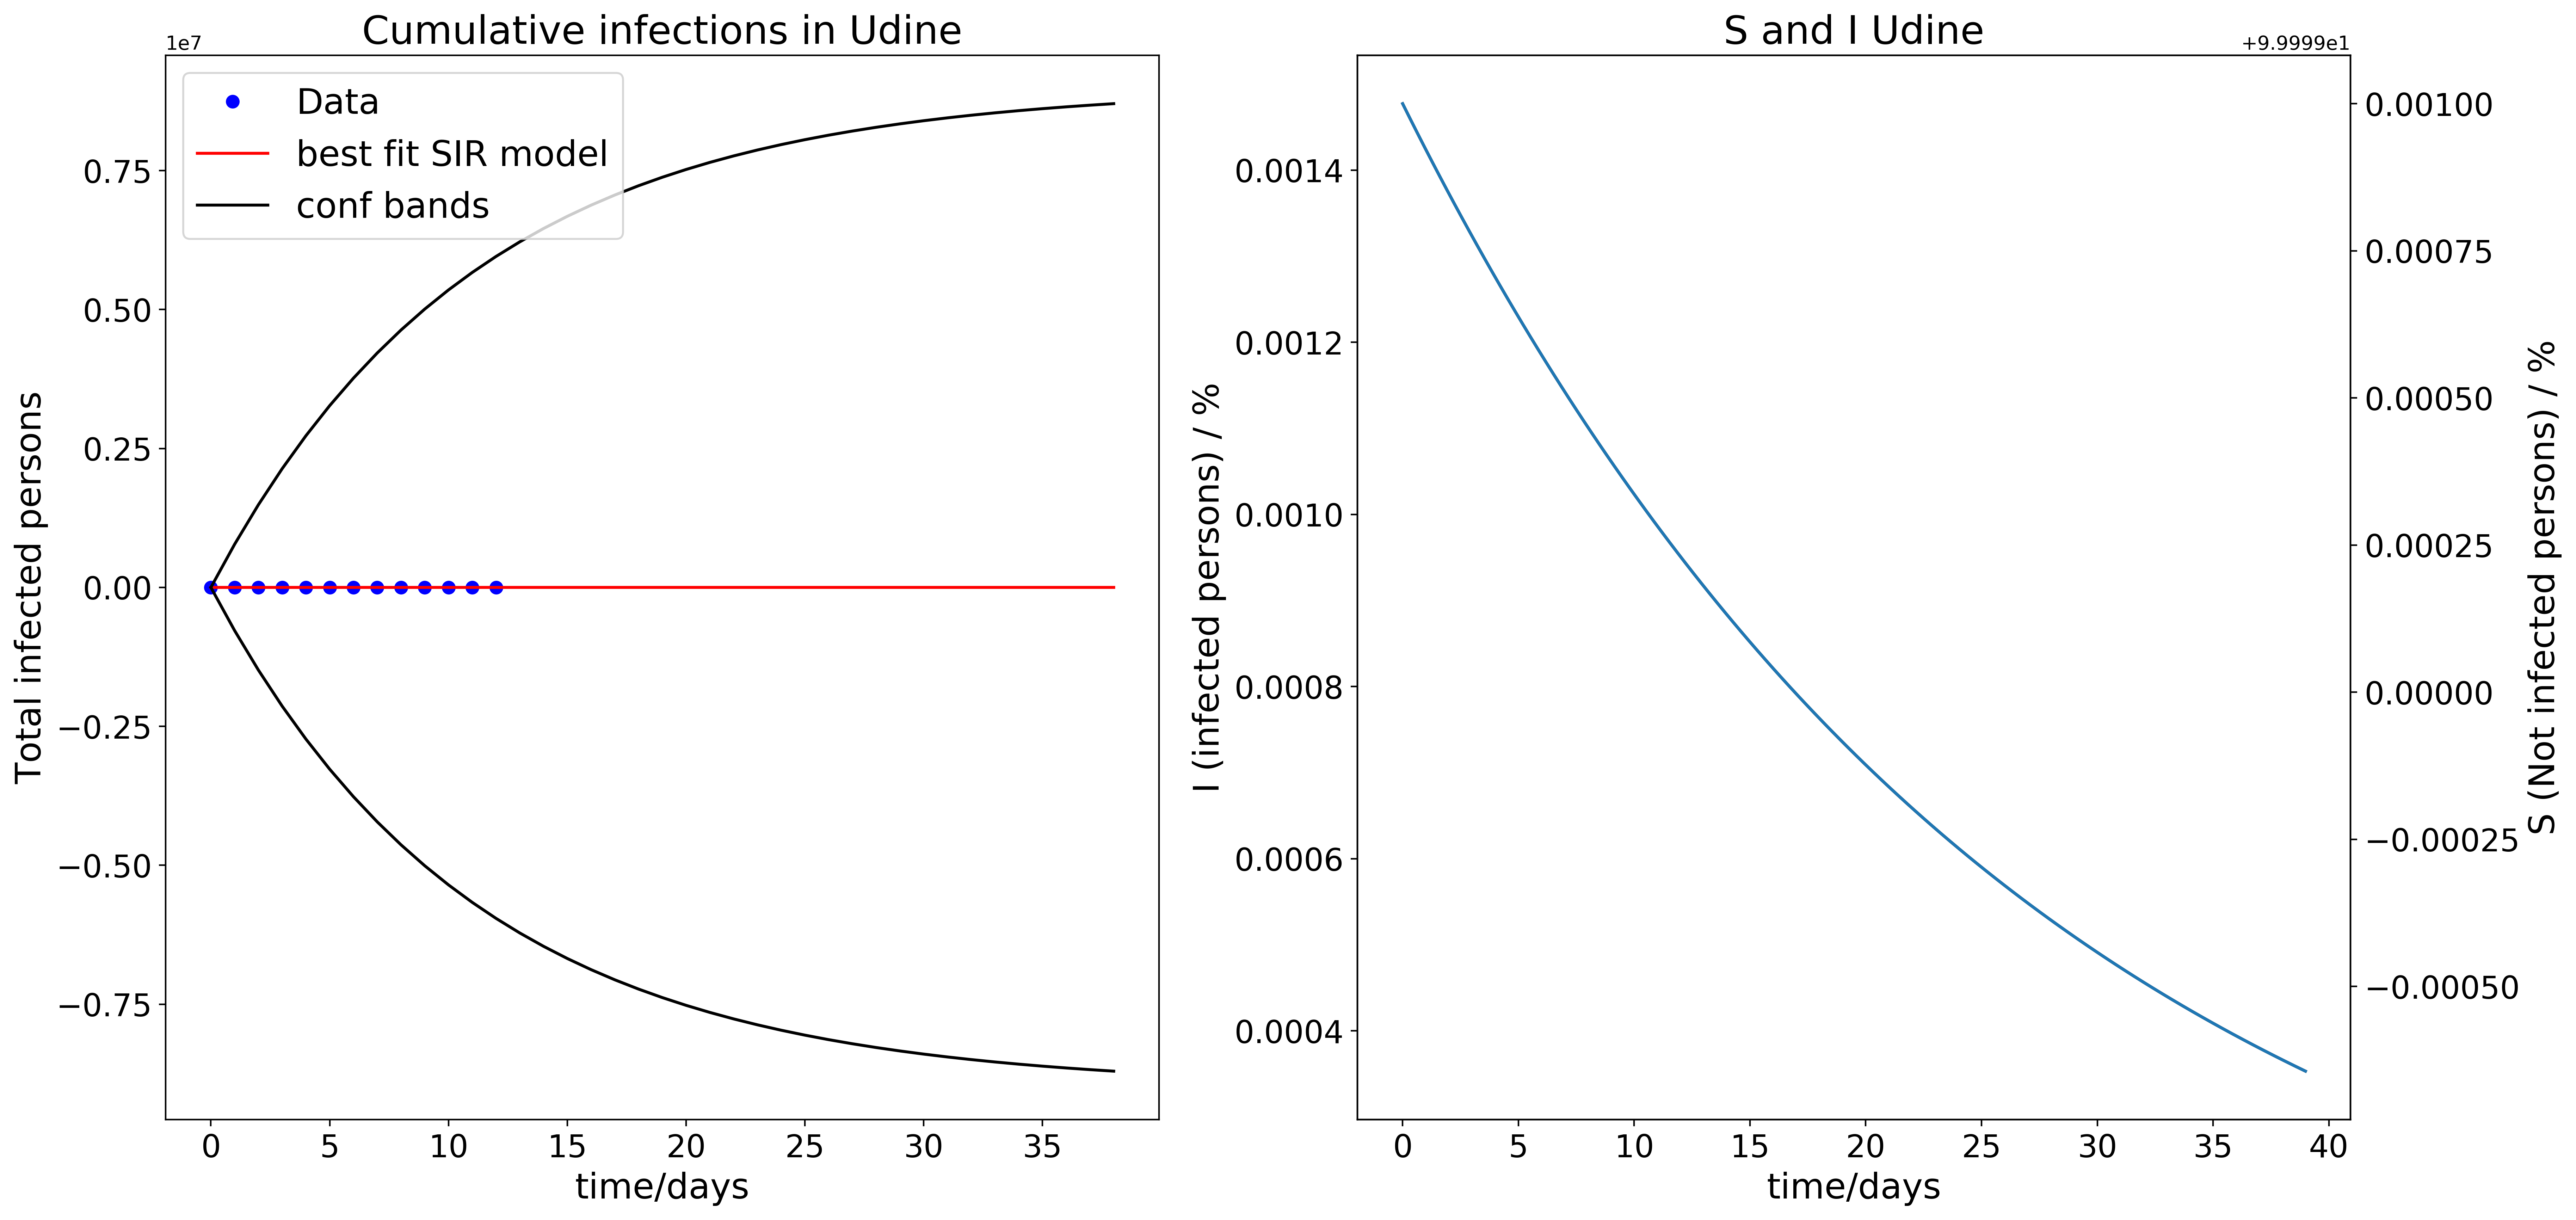 Cumulative infections in Udine
1e7
Data
best fit SIR model
conf bands
0.75
0.50
0.25
0.00
−0.25
−0.50
−0.75
Total infected persons
0 5 10 15 20 25 30 35
time/days
S and I Udine
+9.9999e1
0.0014
0.0012
0.0010
0.0008
0.0006
0.0004
I (infected persons) / %
0.00100
0.00075
0.00050
0.00025
0.00000
−0.00025
−0.00050
S (Not infected persons) / %
0 5 10 15 20 25 30 35 40
time/days